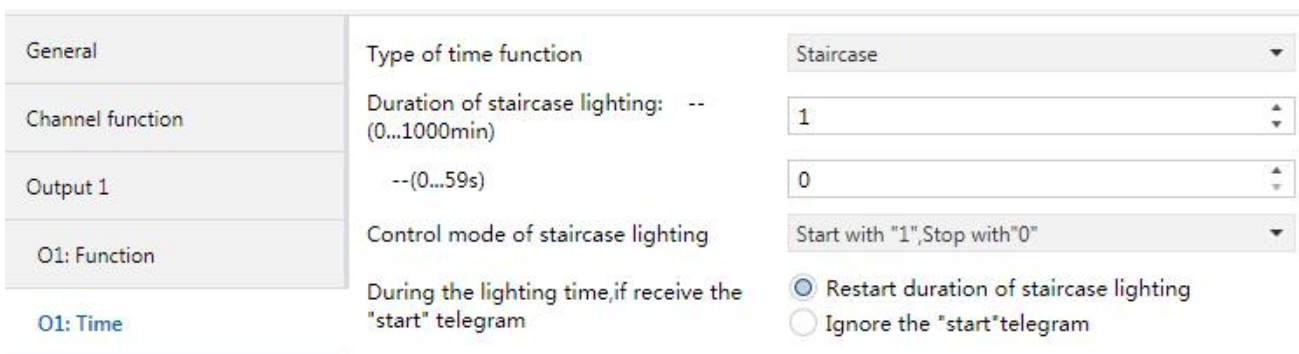 General
Channel function
Output 1
O1: Function
O1: Time
Type of time function
Staircase
Duration of staircase lighting: --
(0...1000min)
1
--(0...59s)
0
Control mode of staircase lighting
Start with "1",Stop with"0"
During the lighting time,if receive the
"start" telegram
Restart duration of staircase lighting
Ignore the "start"telegram